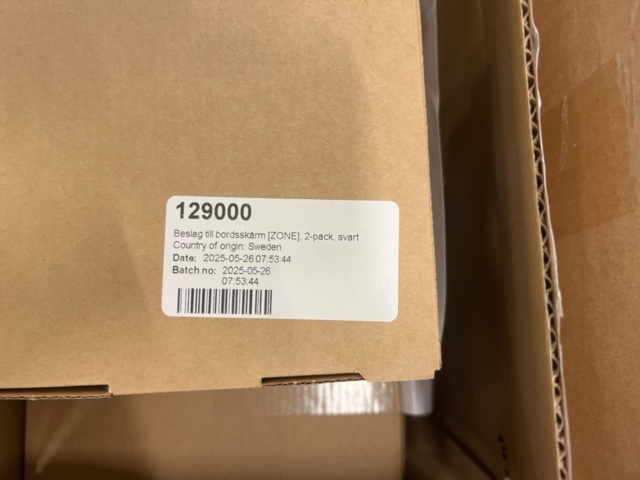 129000
Beslag till bordsskärm [ZONE], 2-pack, svart
Country of origin: Sweden
Date: 2025-05-26 07:53:44
Batch no: 2025-05-26
07:53:44